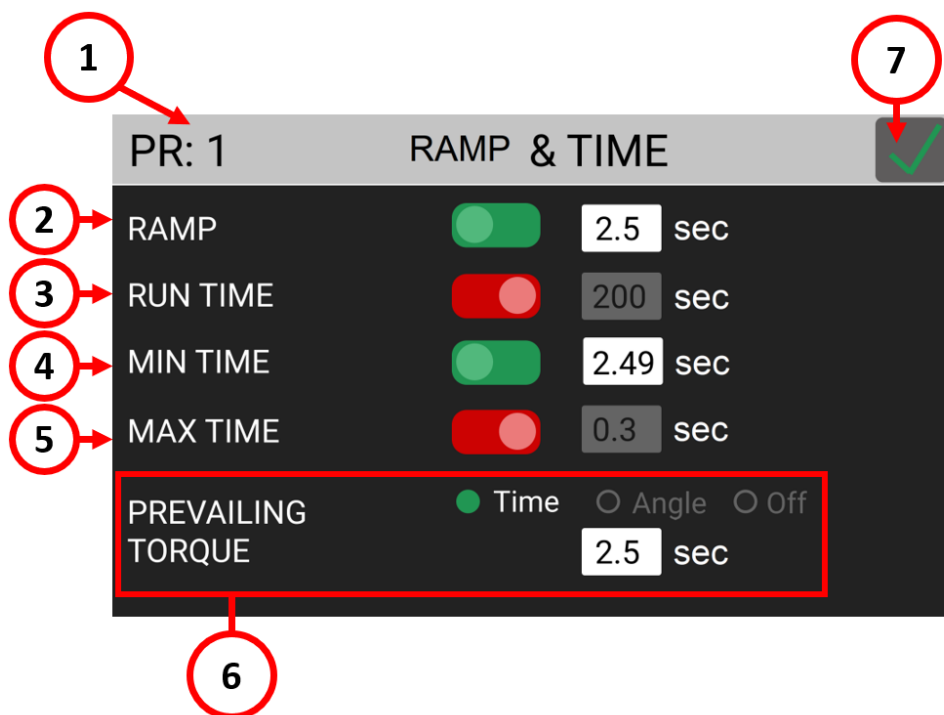 1
7
PR: 1 RAMP & TIME
2 RAMP 2.5 sec
3 RUN TIME 200 sec
4 MIN TIME 2.49 sec
5 MAX TIME 0.3 sec
PREVAILING TORQUE
Time Angle Off
2.5 sec
6